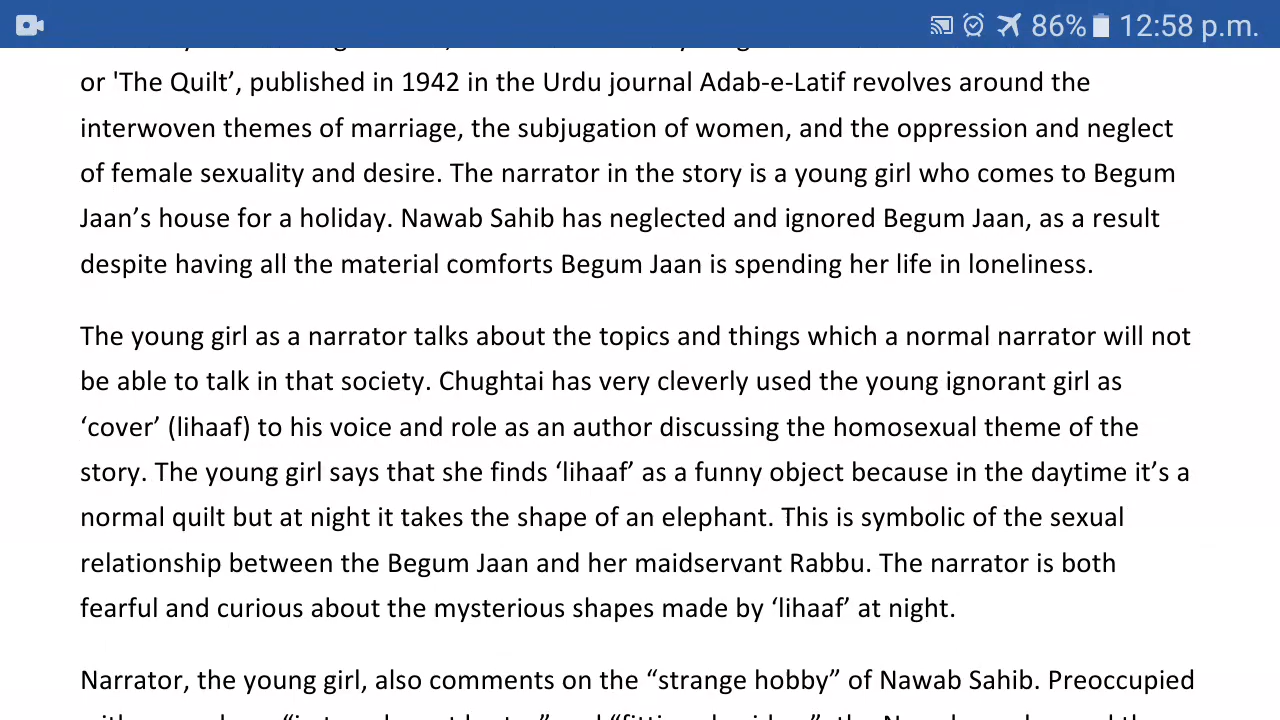 86% 12:58 p.m.
or 'The Quilt’, published in 1942 in the Urdu journal Adab-e-Latif revolves around the
interwoven themes of marriage, the subjugation of women, and the oppression and neglect
of female sexuality and desire. The narrator in the story is a young girl who comes to Begum
Jaan’s house for a holiday. Nawab Sahib has neglected and ignored Begum Jaan, as a result
despite having all the material comforts Begum Jaan is spending her life in loneliness.
The young girl as a narrator talks about the topics and things which a normal narrator will not
be able to talk in that society. Chughtai has very cleverly used the young ignorant girl as
‘cover’ (lihaaf) to his voice and role as an author discussing the homosexual theme of the
story. The young girl says that she finds ‘lihaaf’ as a funny object because in the daytime it’s a
normal quilt but at night it takes the shape of an elephant. This is symbolic of the sexual
relationship between the Begum Jaan and her maidservant Rabbu. The narrator is both
fearful and curious about the mysterious shapes made by ‘lihaaf’ at night.
Narrator, the young girl, also comments on the “strange hobby” of Nawab Sahib. Preoccupied